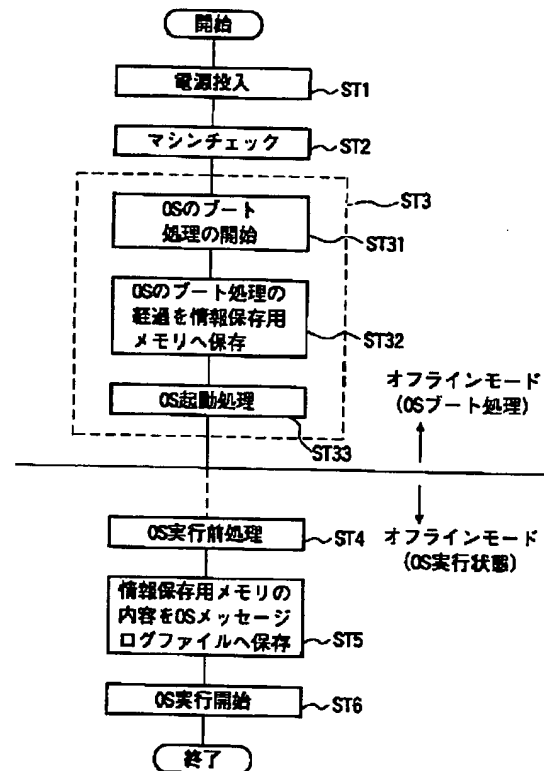 開始
電源投入
ST1
マシンチェック
ST2
ST3
OSのブート
処理の開始
ST31
OSのブート処理の
経過を情報保存用
メモリへ保存
ST32
OS起動処理
ST33
オフラインモード
(OSブート処理)
OS実行前処理
ST4
オフラインモード
(OS実行状態)
情報保存用メモリの
内容をOSメッセージ
ログファイルへ保存
ST5
OS実行開始
ST6
終了